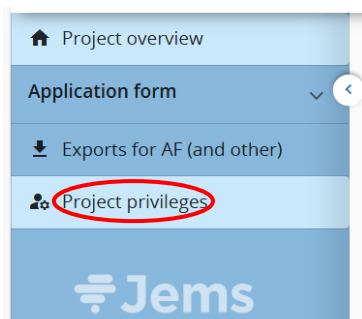 Project overview
Application form
Exports for AF (and other)
Project privileges
Jems